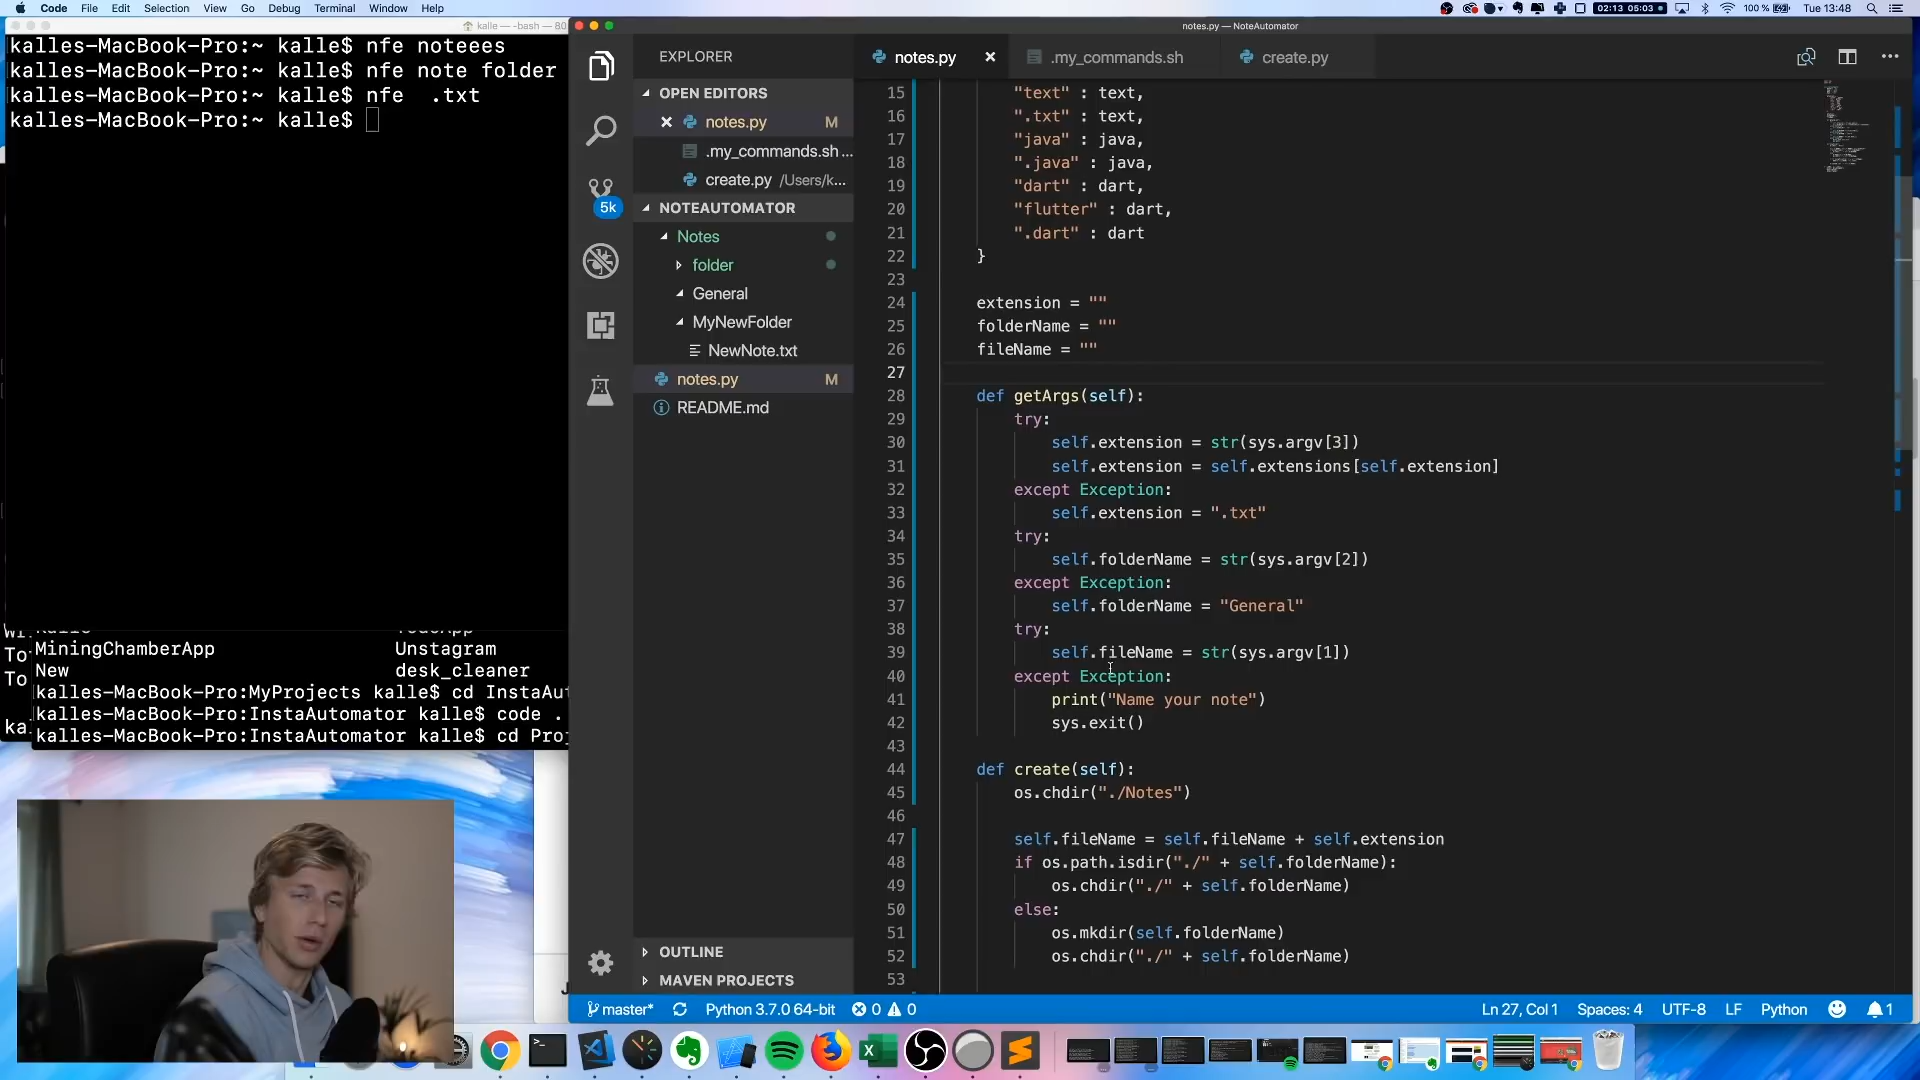 Code File Edit Selection View Go Debug Terminal Window Help
02:13 05:03
100 %
Tue 13:48
kalle — -bash — 80
kalles-MacBook-Pro:~ kalle$ nfe noteees
kalles-MacBook-Pro:~ kalle$ nfe note folder
kalles-MacBook-Pro:~ kalle$ nfe  .txt
kalles-MacBook-Pro:~ kalle$
MiningChamberApp Unstagram
New desk_cleaner
kalles-MacBook-Pro:MyProjects kalle$ cd InstaAu
kalles-MacBook-Pro:InstaAutomator kalle$ code .
kalles-MacBook-Pro:InstaAutomator kalle$ cd Proj
To
To
ka
notes.py — NoteAutomator
EXPLORER
OPEN EDITORS
notes.py M
.my_commands.sh ...
create.py /Users/k...
5k
NOTEAUTOMATOR
Notes
folder
General
MyNewFolder
NewNote.txt
notes.py M
README.md
OUTLINE
MAVEN PROJECTS
notes.py .my_commands.sh create.py
15 "text" : text,
16 ".txt" : text,
17 "java" : java,
18 ".java" : java,
19 "dart" : dart,
20 "flutter" : dart,
21 ".dart" : dart
22 }
23
24 extension = ""
25 folderName = ""
26 fileName = ""
27
28 def getArgs(self):
29 try:
30 self.extension = str(sys.argv[3])
31 self.extension = self.extensions[self.extension]
32 except Exception:
33 self.extension = ".txt"
34 try:
35 self.folderName = str(sys.argv[2])
36 except Exception:
37 self.folderName = "General"
38 try:
39 self.fileName = str(sys.argv[1])
40 except Exception:
41 print("Name your note")
42 sys.exit()
43
44 def create(self):
45 os.chdir("./Notes")
46
47 self.fileName = self.fileName + self.extension
48 if os.path.isdir("./" + self.folderName):
49 os.chdir("./" + self.folderName)
50 else:
51 os.mkdir(self.folderName)
52 os.chdir("./" + self.folderName)
53
master* Python 3.7.0 64-bit 0 0 Ln 27, Col 1 Spaces: 4 UTF-8 LF Python 1